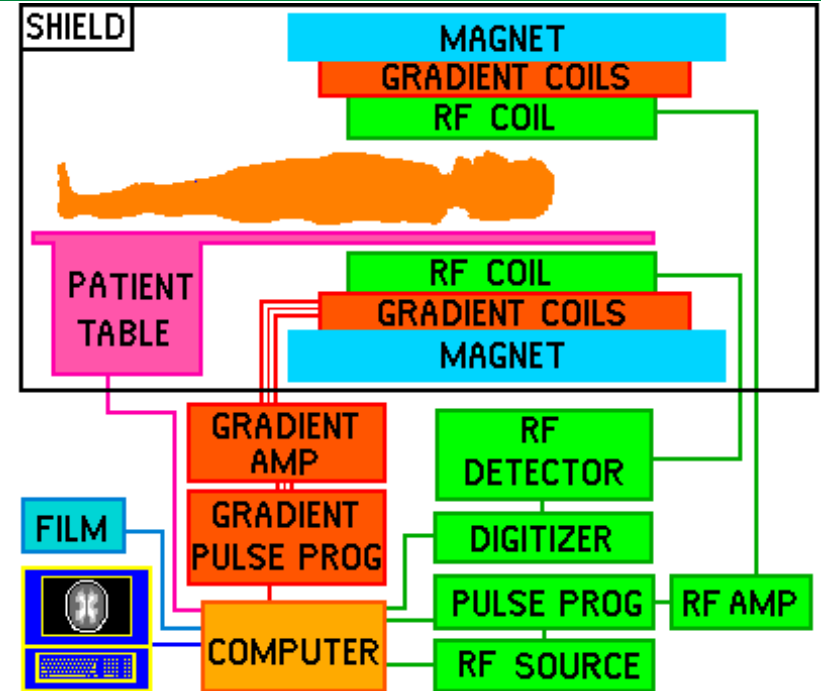 SHIELD
MAGNET
GRADIENT COILS
RF COIL
RF COIL
GRADIENT COILS
MAGNET
PATIENT
TABLE
GRADIENT
AMP
RF
DETECTOR
GRADIENT
PULSE PROG
FILM
DIGITIZER
PULSE PROG
RF AMP
COMPUTER
RF SOURCE